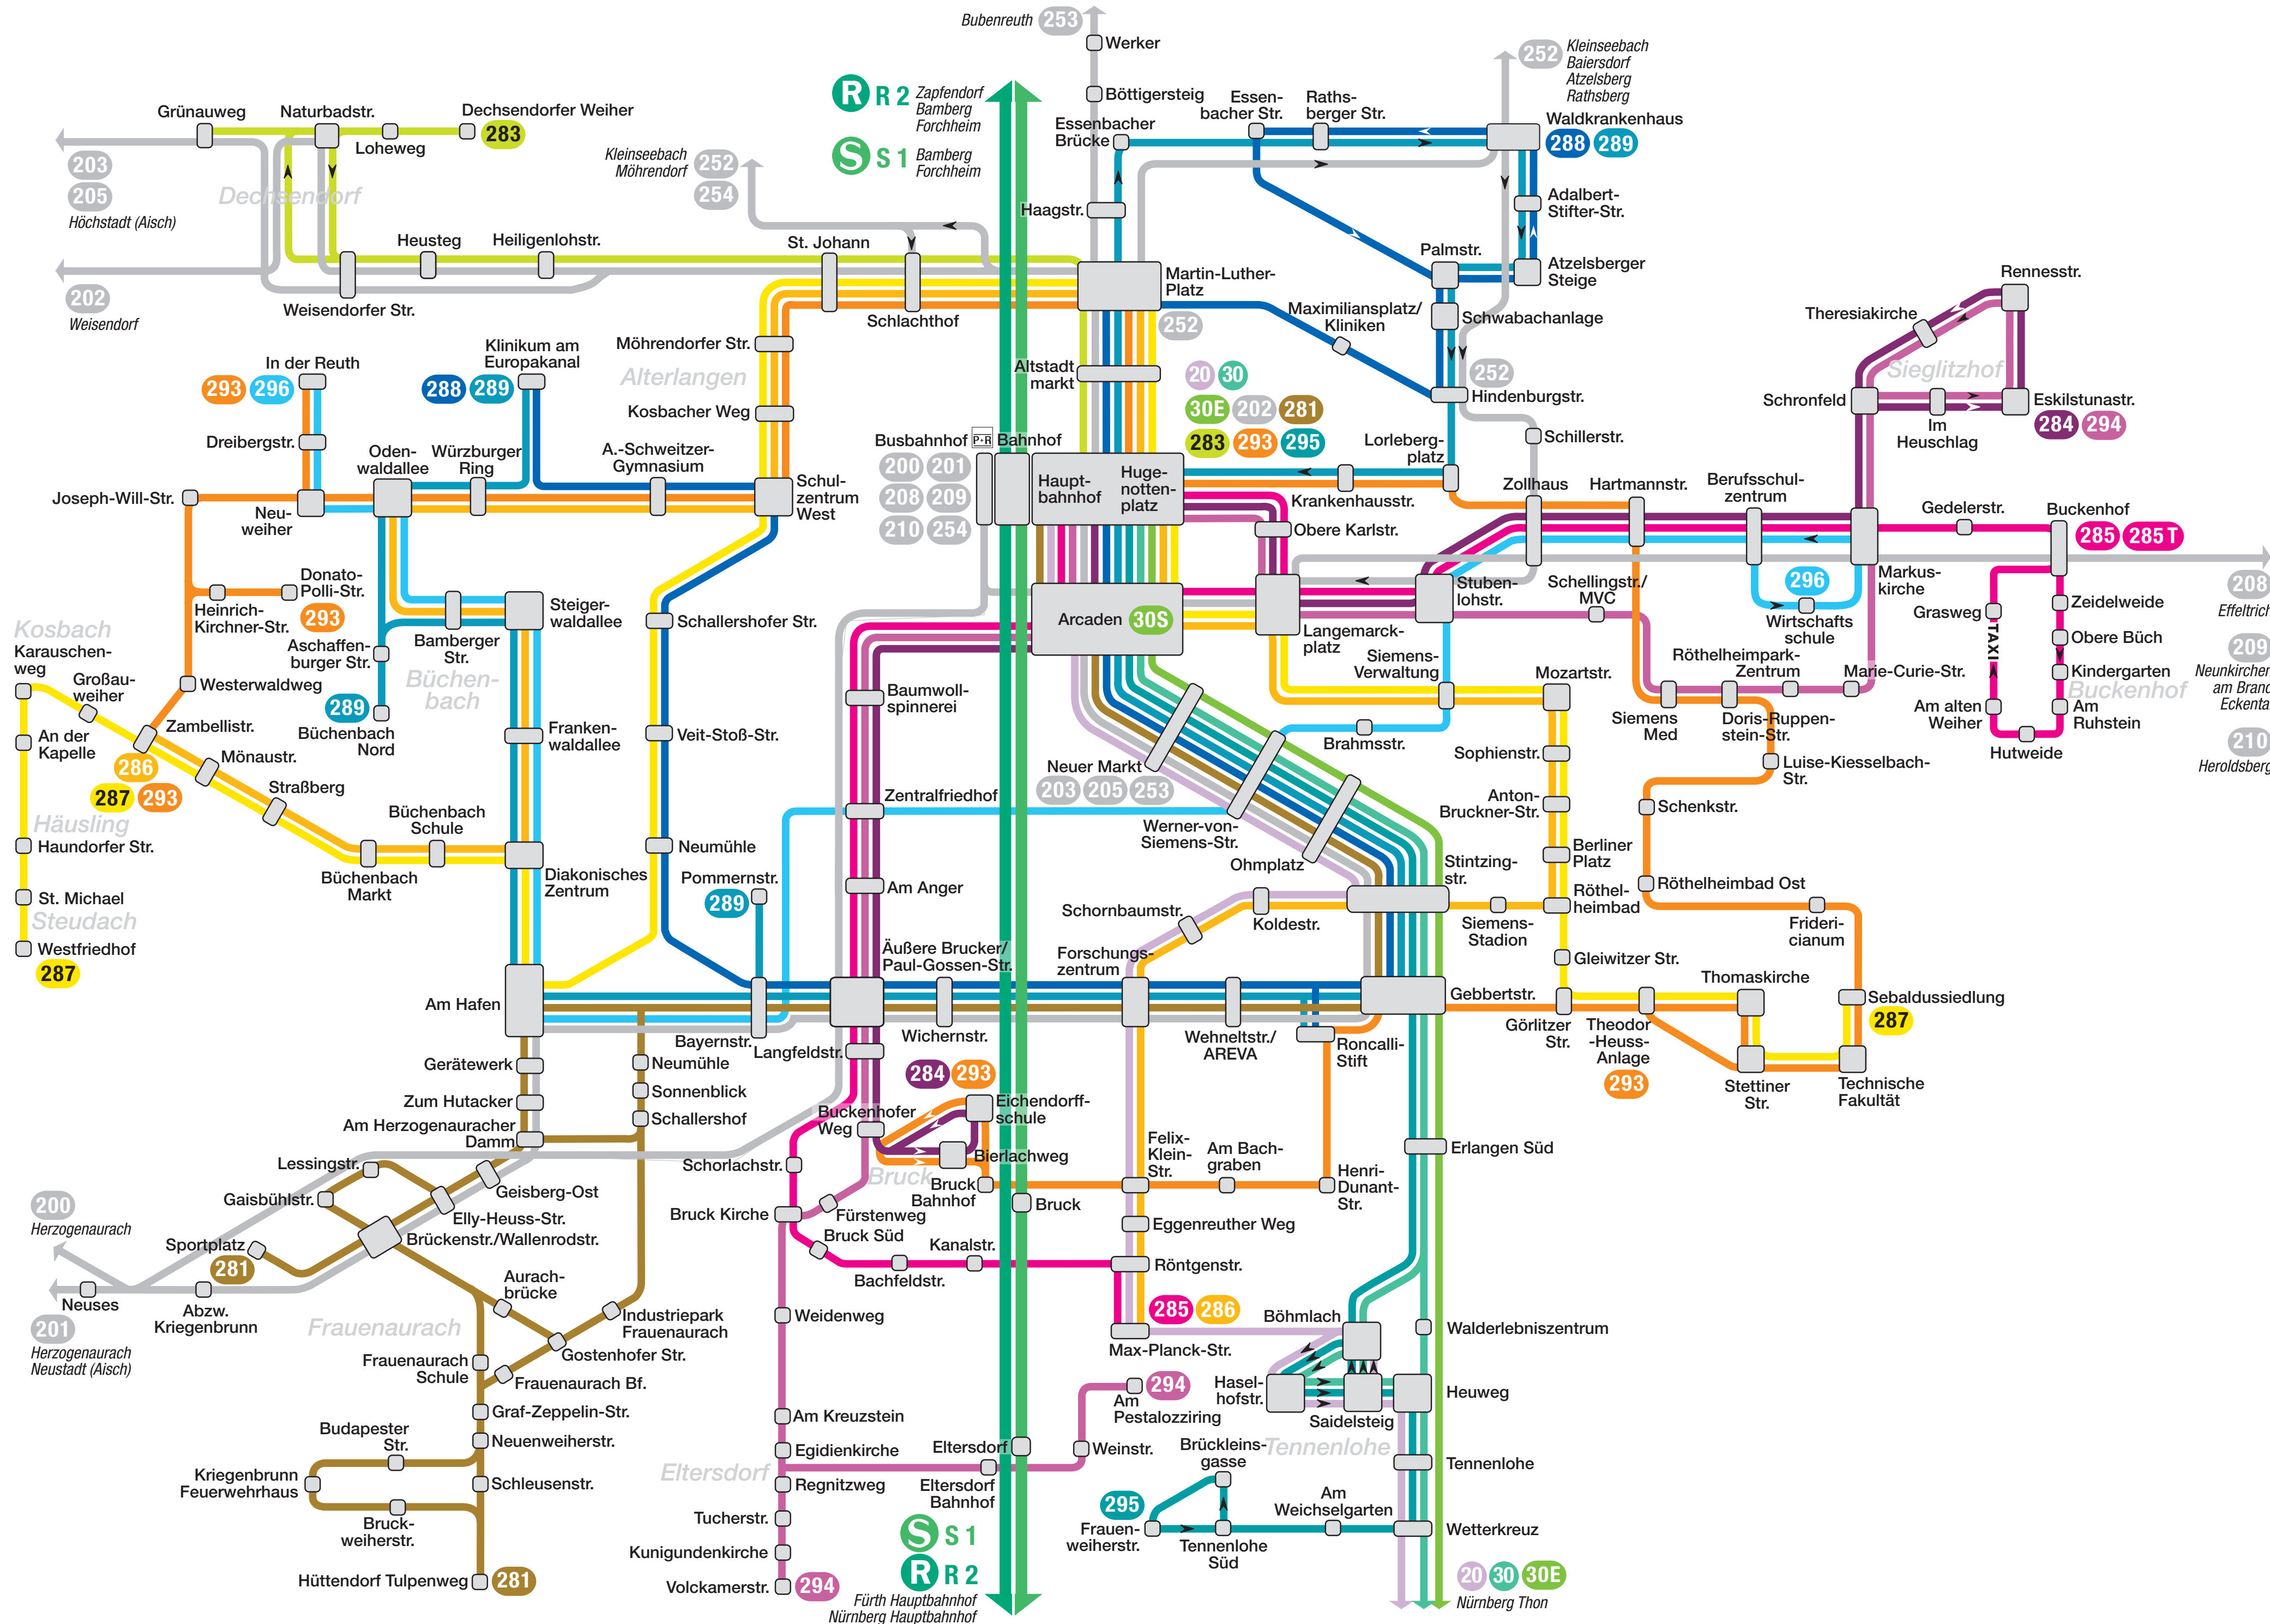 Bubenreuth 253
Werker
Böttigersteig
R R 2 Zapfendorf
Bamberg
Forchheim
S S 1 Bamberg
Forchheim
252 Kleinseebach
Baiersdorf
Atzelsberg
Rathsberg
Grünauweg
Naturbadstr.
Dechsendorfer Weiher
283
Loheweg
203
205
Höchstadt (Aisch)
Dechsendorf
Kleinseebach
Möhrendorf
252
254
Essenbacher
Brücke
Essen-
bacher Str.
Raths-
berger Str.
Waldkrankenhaus
288 289
Haagstr.
Adalbert-
Stifter-Str.
Heusteg
Heiligenlohstr.
St. Johann
Palmstr.
Atzelsberger
Steige
202
Weisendorf
Weisendorfer Str.
Schlachthof
Martin-Luther-
Platz
252
Maximiliansplatz/
Kliniken
Schwabachanlage
Rennesstr.
Theresiakirche
Sieglitzhof
Schronfeld
Im
Heuschlag
Eskilstunastr.
284 294
In der Reuth
293 296
Klinikum am
Europakanal
288 289
Möhrendorfer Str.
Alterlangen
Kosbacher Weg
Altstadt
markt
20 30
30E 202 281
283 293 295
252
Hindenburgstr.
Schillerstr.
Dreibergstr.
Oden-
waldallee
Würzburger
Ring
A.-Schweitzer-
Gymnasium
Schul-
zentrum
West
Busbahnhof P+R Bahnhof
200 201
208 209
210 254
Haupt-
bahnhof
Huge-
notten-
platz
Lorleberg-
platz
Krankenhausstr.
Obere Karlstr.
Zollhaus
Hartmannstr.
Berufsschul-
zentrum
Gedelerstr.
Buckenhof
285 285T
Joseph-Will-Str.
Neu-
weiher
Donato-
Polli-Str.
293
Heinrich-
Kirchner-Str.
Steiger-
waldallee
Bamberger
Str.
Aschaffen-
burger Str.
Büchen-
bach
289
Büchenbach
Nord
Schallershofer Str.
Arcaden 30S
Langemarck-
platz
Stuben-
lohstr.
Schellingstr./
MVC
296
Wirtschafts
schule
Markus-
kirche
208
Effeltrich
209
Neunkirchen
am Brand
Eckenta
210
Heroldsberg
Grasweg
TAXI
Zeidelweide
Obere Büch
Kindergarten
Buckenhof
Am
Ruhstein
Am alten
Weiher
Hutweide
Kosbach
Karauschen-
weg
Großau-
weiher
Westerwaldweg
Zambellistr.
An der
Kapelle
286
287 293
Mönaustr.
Straßberg
Häusling
Haundorfer Str.
St. Michael
Steudach
Westfriedhof
287
Büchenbach
Schule
Büchenbach
Markt
Franken-
waldallee
Diakonisches
Zentrum
Veit-Stoß-Str.
Neumühle
Baumwoll-
spinnerei
Siemens-
Verwaltung
Mozartstr.
Röthelheimpark-
Zentrum
Marie-Curie-Str.
Siemens
Med
Doris-Ruppen-
stein-Str.
Luise-Kiesselbach-
Str.
Brahmsstr.
Sophienstr.
Neuer Markt
203 205 253
Zentralfriedhof
Werner-von-
Siemens-Str.
Ohmplatz
Anton-
Bruckner-Str.
Schenkstr.
Berliner
Platz
Stintzing-
str.
Pommernstr.
289
Am Anger
Schornbaumstr.
Koldestr.
Siemens-
Stadion
Röthel-
heimbad
Röthelheimbad Ost
Frideri-
cianum
Äußere Brucker/
Paul-Gossen-Str.
Forschungs-
zentrum
Gleiwitzer Str.
Thomaskirche
Am Hafen
Bayernstr.
Wichernstr.
Wehneltstr./
AREVA
Gebbertstr.
Roncalli-
Stift
Görlitzer
Str.
Theodor
-Heuss-
Anlage
293
Sebaldussiedlung
287
Stettiner
Str.
Technische
Fakultät
Langfeldstr.
284 293
Gerätewerk
Zum Hutacker
Am Herzogenauracher
Damm
Neumühle
Sonnenblick
Schallershof
Buckenhofer
Weg
Eichendorff-
schule
Bierlachweg
Bruck
Bruck
Bahnhof
Bruck
Felix-
Klein-
Str.
Am Bach-
graben
Henri-
Dunant-
Str.
Erlangen Süd
Lessingstr.
Gaisbühlstr.
Geisberg-Ost
Elly-Heuss-Str.
Brückenstr./Wallenrodstr.
Sportplatz
281
200
Herzogenaurach
Neuses
Abzw.
Kriegenbrunn
201
Herzogenaurach
Neustadt (Aisch)
Schorlachstr.
Bruck Kirche
Fürstenweg
Bruck Süd
Bachfeldstr.
Kanalstr.
Eggenreuther Weg
Röntgenstr.
285 286
Max-Planck-Str.
Aurach-
brücke
Industriepark
Frauenaurach
Frauenaurach
Gostenhofer Str.
Frauenaurach
Schule
Frauenaurach Bf.
Graf-Zeppelin-Str.
Budapester
Str.
Neuenweiherstr.
Kriegenbrunn
Feuerwehrhaus
Schleusenstr.
Bruck-
weiherstr.
Hüttendorf Tulpenweg 281
Weidenweg
Am Kreuzstein
Egidienkirche
Eltersdorf
Regnitzweg
Tucherstr.
Kunigundenkirche
Volckamerstr. 294
Eltersdorf
Eltersdorf
Bahnhof
Weinstr.
294
Am
Pestalozziring
Böhmlach
Walderlebniszentrum
Hasel-
hofstr.
Saidelsteig
Heuweg
Tennenlohe
Tennenlohe
Brückleins-
gasse
295
Frauen-
weiherstr.
Tennenlohe
Süd
Am
Weichselgarten
Wetterkreuz
S S 1
R R 2
Fürth Hauptbahnhof
Nürnberg Hauptbahnhof
20 30 30E
Nürnberg Thon